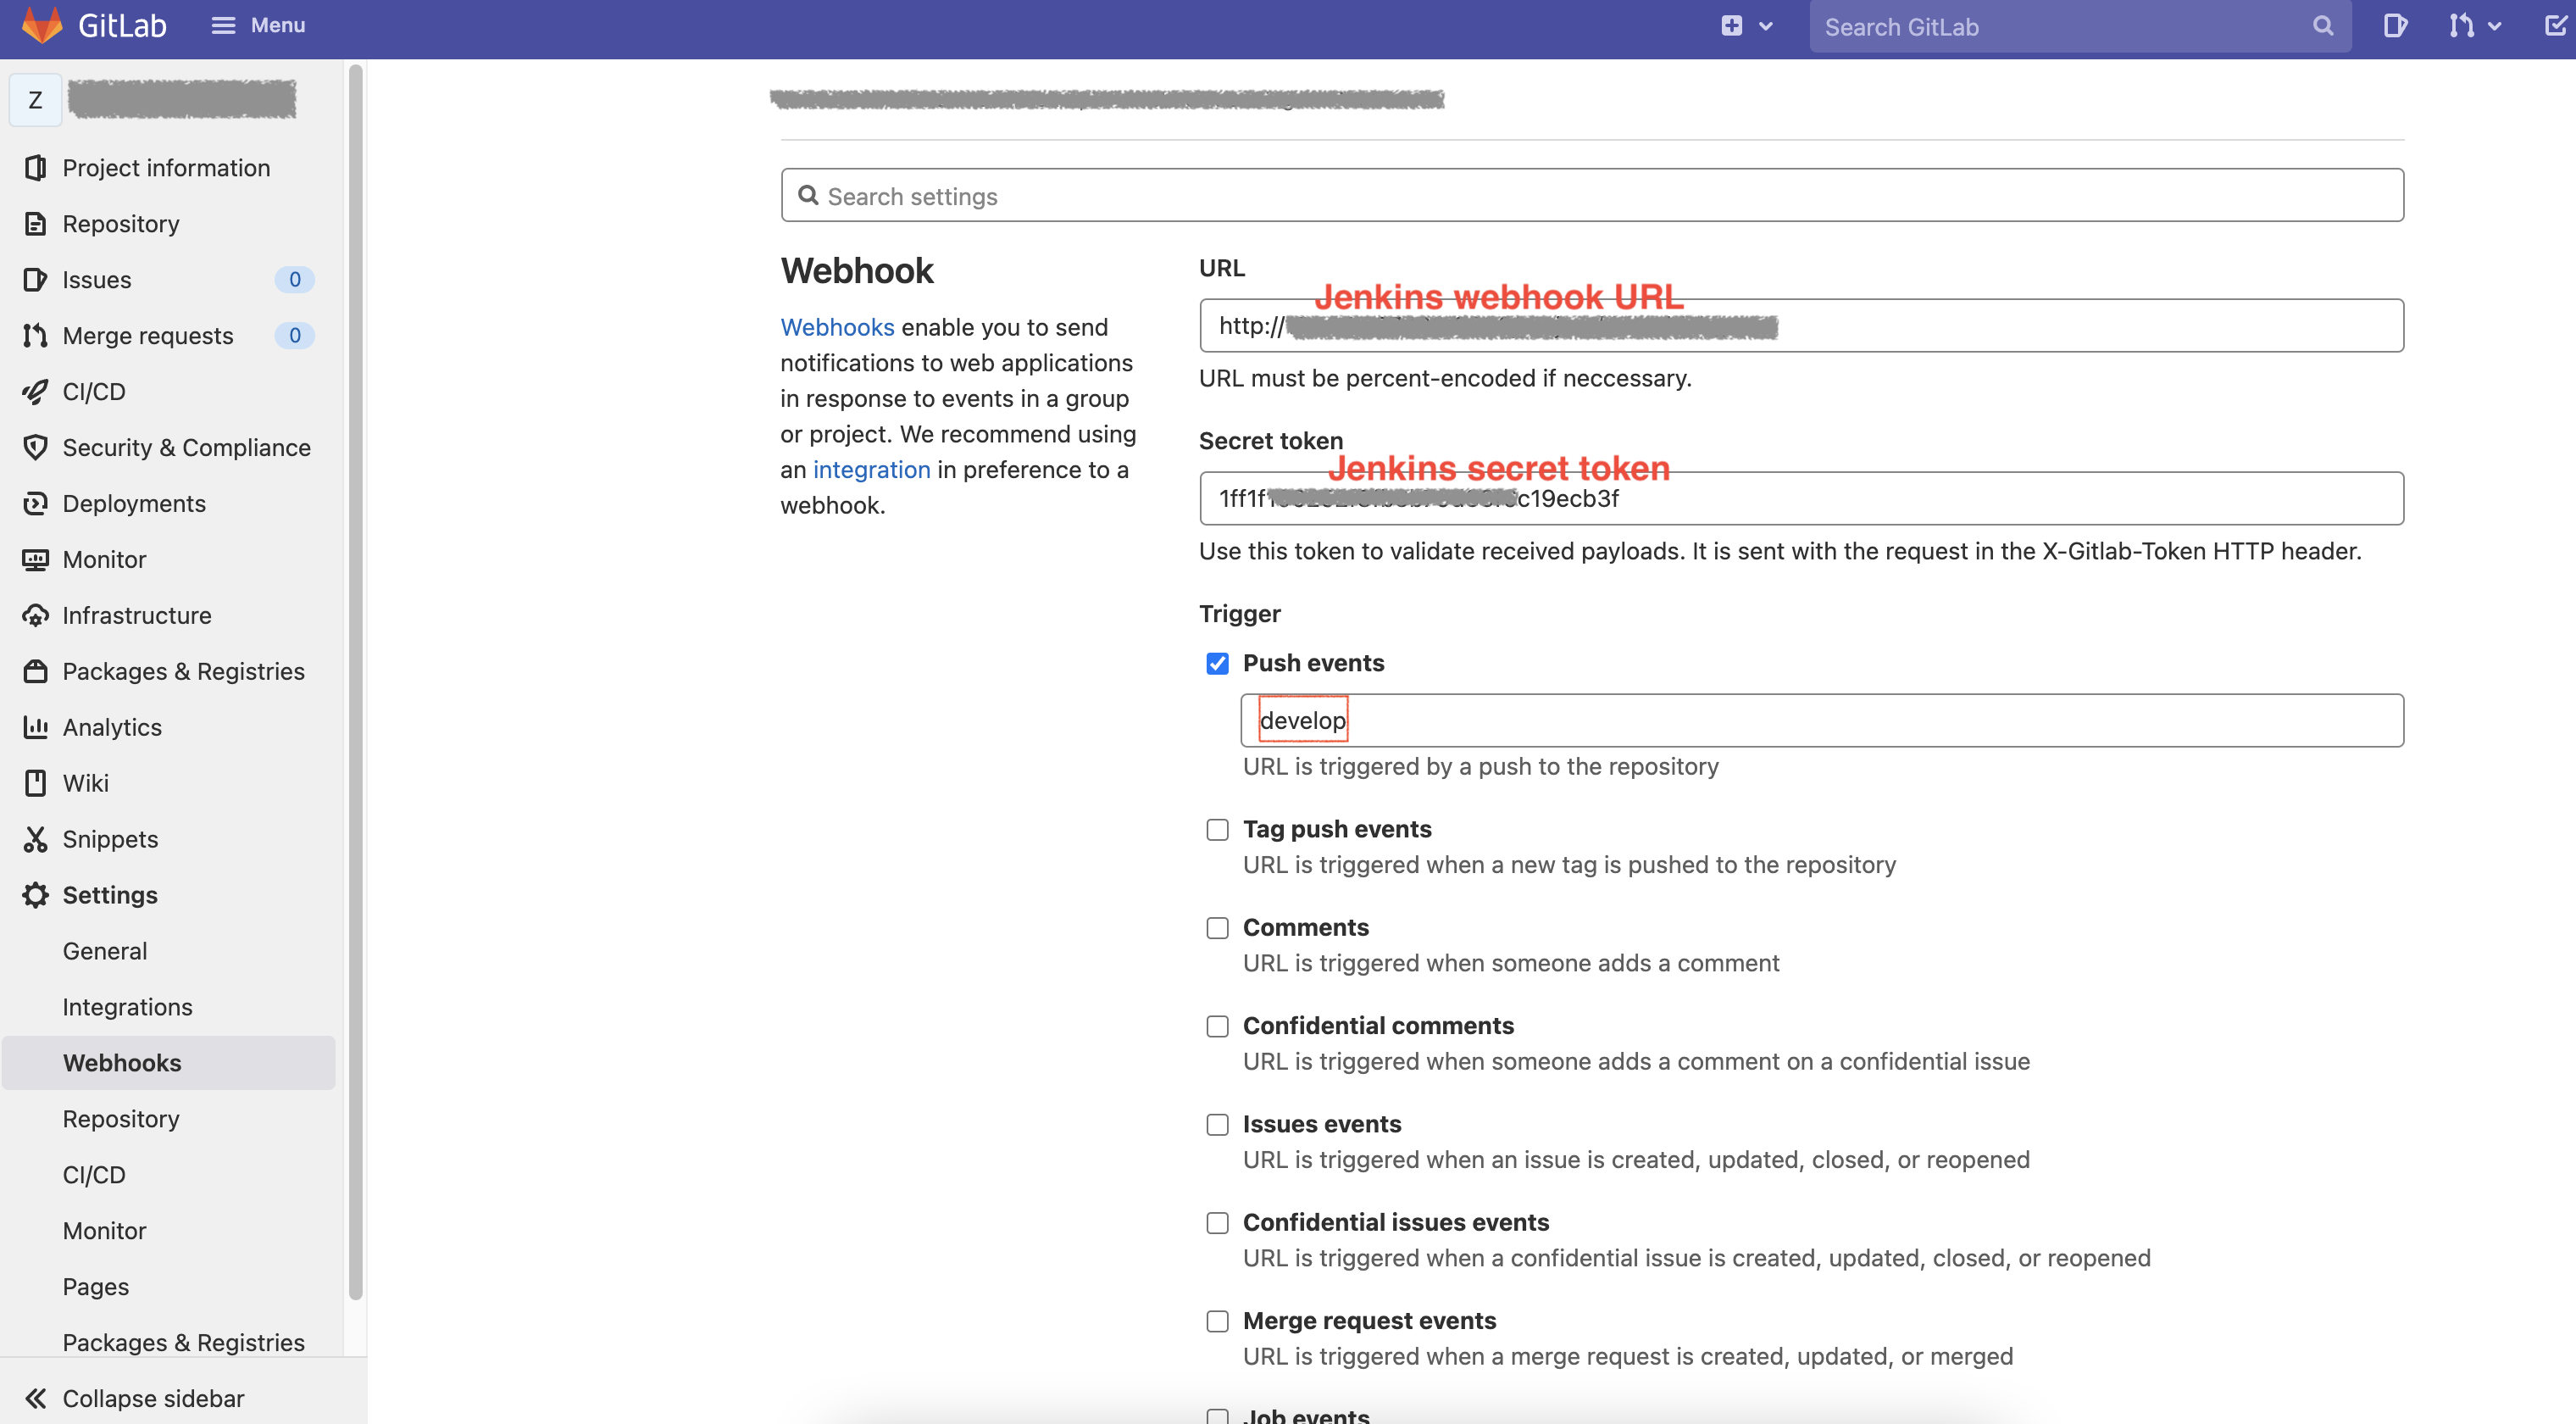 GitLab
Menu
Search GitLab
Z
Project information
Repository
Issues 0
Merge requests 0
CI/CD
Security & Compliance
Deployments
Monitor
Infrastructure
Packages & Registries
Analytics
Wiki
Snippets
Settings
General
Integrations
Webhooks
Repository
CI/CD
Monitor
Pages
Packages & Registries
Collapse sidebar
Search settings
Webhook
Webhooks enable you to send
notifications to web applications
in response to events in a group
or project. We recommend using
an integration in preference to a
webhook.
URL
Jenkins webhook URL
http://
URL must be percent-encoded if neccessary.
Secret token
Jenkins secret token
1ff1f c19ecb3f
Use this token to validate received payloads. It is sent with the request in the X-Gitlab-Token HTTP header.
Trigger
Push events
develop
URL is triggered by a push to the repository
Tag push events
URL is triggered when a new tag is pushed to the repository
Comments
URL is triggered when someone adds a comment
Confidential comments
URL is triggered when someone adds a comment on a confidential issue
Issues events
URL is triggered when an issue is created, updated, closed, or reopened
Confidential issues events
URL is triggered when a confidential issue is created, updated, closed, or reopened
Merge request events
URL is triggered when a merge request is created, updated, or merged
Job events